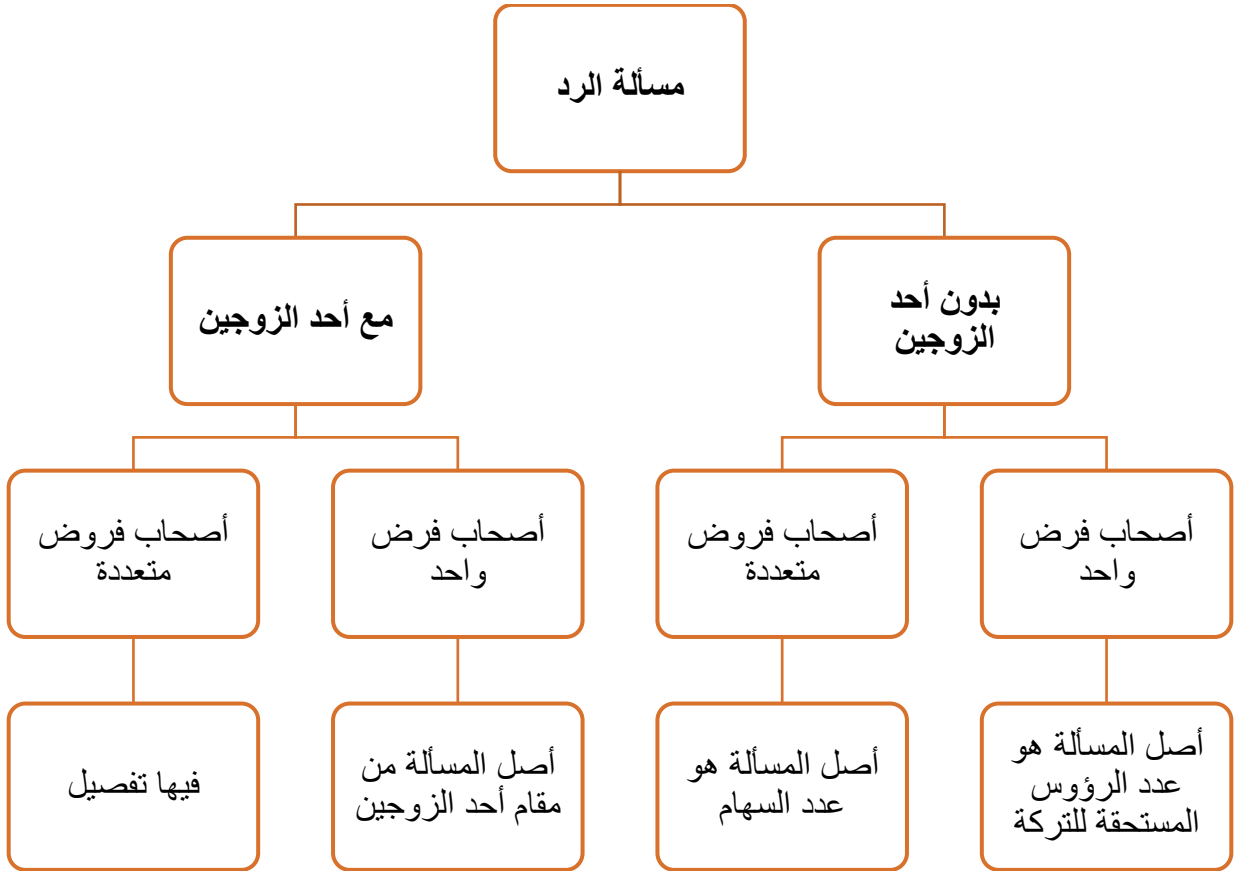 مسألة الرد
بدون أحد
الزوجين
مع أحد الزوجين
أصحاب فرض
واحد
أصحاب فروض
متعددة
أصحاب فرض
واحد
أصحاب فروض
متعددة
أصل المسألة هو
عدد الرؤوس
المستحقة للتركة
أصل المسألة هو
عدد السهام
أصل المسألة من
مقام أحد الزوجين
فيها تفصيل